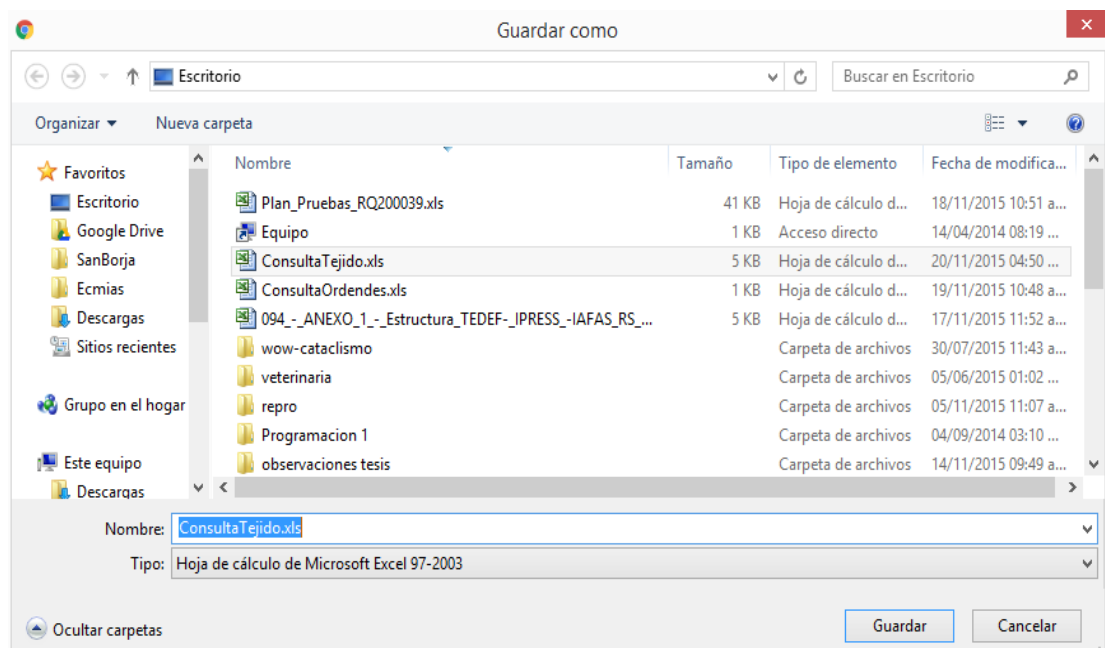 Guardar como
Escritorio
Buscar en Escritorio
Organizar
Nueva carpeta
Favoritos
Escritorio
Google Drive
SanBorja
Ecmias
Descargas
Sitios recientes
Grupo en el hogar
Este equipo
Descargas
Nombre Tamaño Tipo de elemento Fecha de modifica...
Plan_Pruebas_RQ200039.xls 41 KB Hoja de cálculo d... 18/11/2015 10:51 a...
Equipo 1 KB Acceso directo 14/04/2014 08:19 ...
ConsultaTejido.xls 5 KB Hoja de cálculo d... 20/11/2015 04:50 ...
ConsultaOrdendes.xls 1 KB Hoja de cálculo d... 19/11/2015 10:48 a...
094_-_ANEXO_1_-_Estructura_TEDEF-_IPRESS_-IAFAS_RS_... 5 KB Hoja de cálculo d... 17/11/2015 11:52 a...
wow-cataclismo Carpeta de archivos 30/07/2015 11:43 a...
veterinaria Carpeta de archivos 05/06/2015 01:02 ...
repro Carpeta de archivos 05/11/2015 11:07 a...
Programacion 1 Carpeta de archivos 04/09/2014 03:10 ...
observaciones tesis Carpeta de archivos 14/11/2015 09:49 a...
Nombre: ConsultaTejido.xls
Tipo: Hoja de cálculo de Microsoft Excel 97-2003
Ocultar carpetas
Guardar
Cancelar